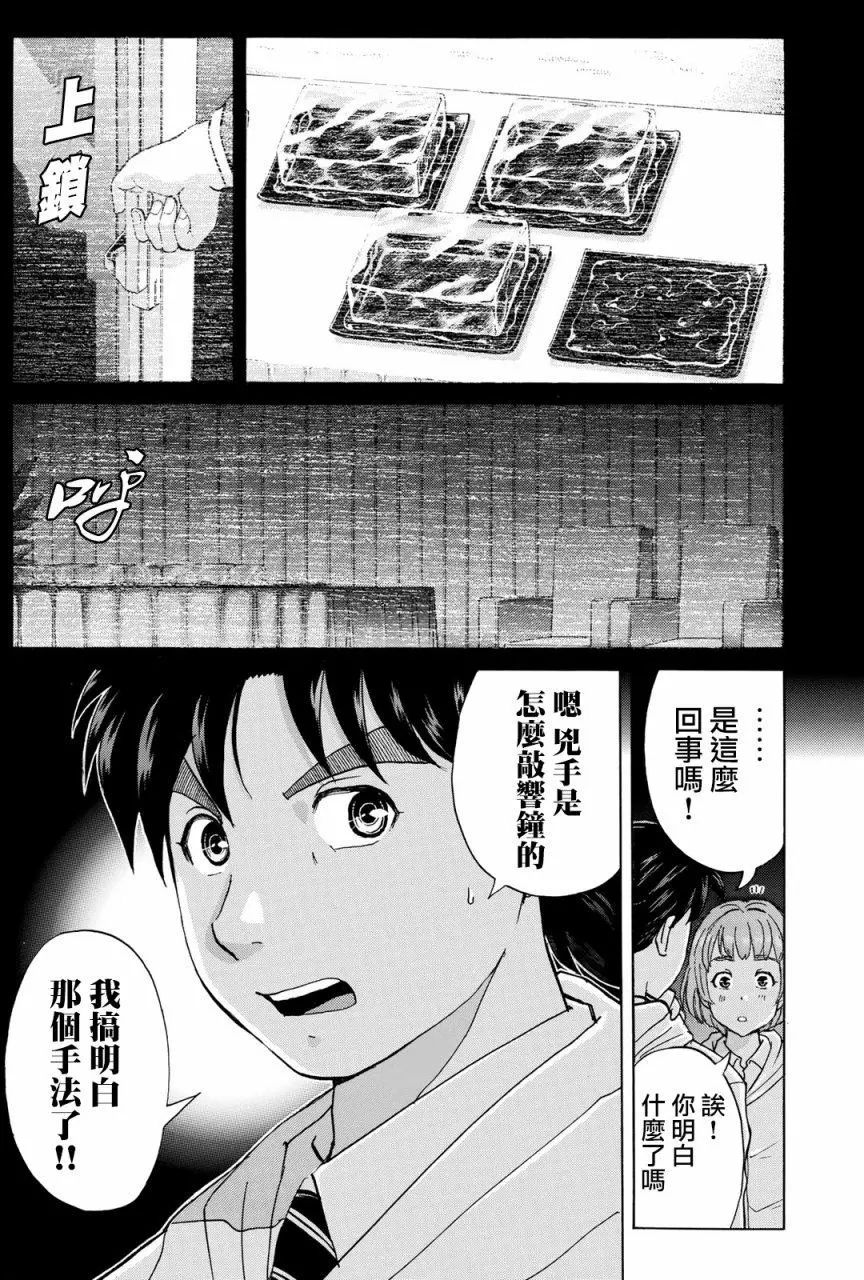 上鎖
呼
……
是這麼
回事嗎！
誒！
你明白
什麼了嗎
嗯 兇手是
怎麼敲響鐘的
我搞明白
那個手法了！！